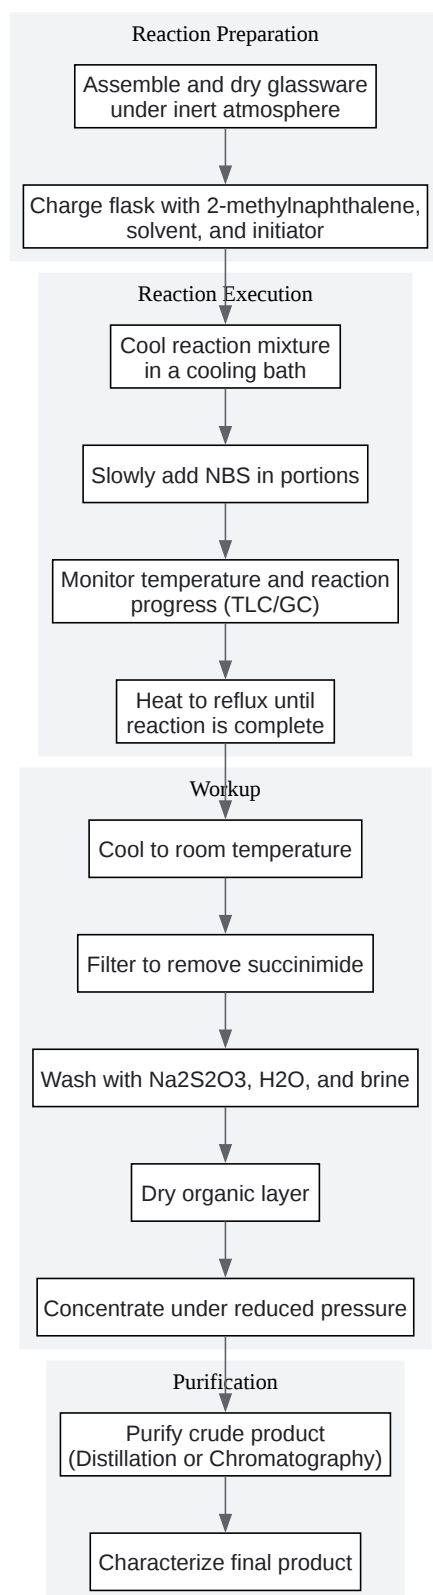 Reaction Preparation
Assemble and dry glassware
under inert atmosphere
Charge flask with 2-methylnaphthalene,
solvent, and initiator
Reaction Execution
Cool reaction mixture
in a cooling bath
Slowly add NBS in portions
Monitor temperature and reaction
progress (TLC/GC)
Heat to reflux until
reaction is complete
Workup
Cool to room temperature
Filter to remove succinimide
Wash with Na2S2O3, H2O, and brine
Dry organic layer
Concentrate under reduced pressure
Purification
Purify crude product
(Distillation or Chromatography)
Characterize final product